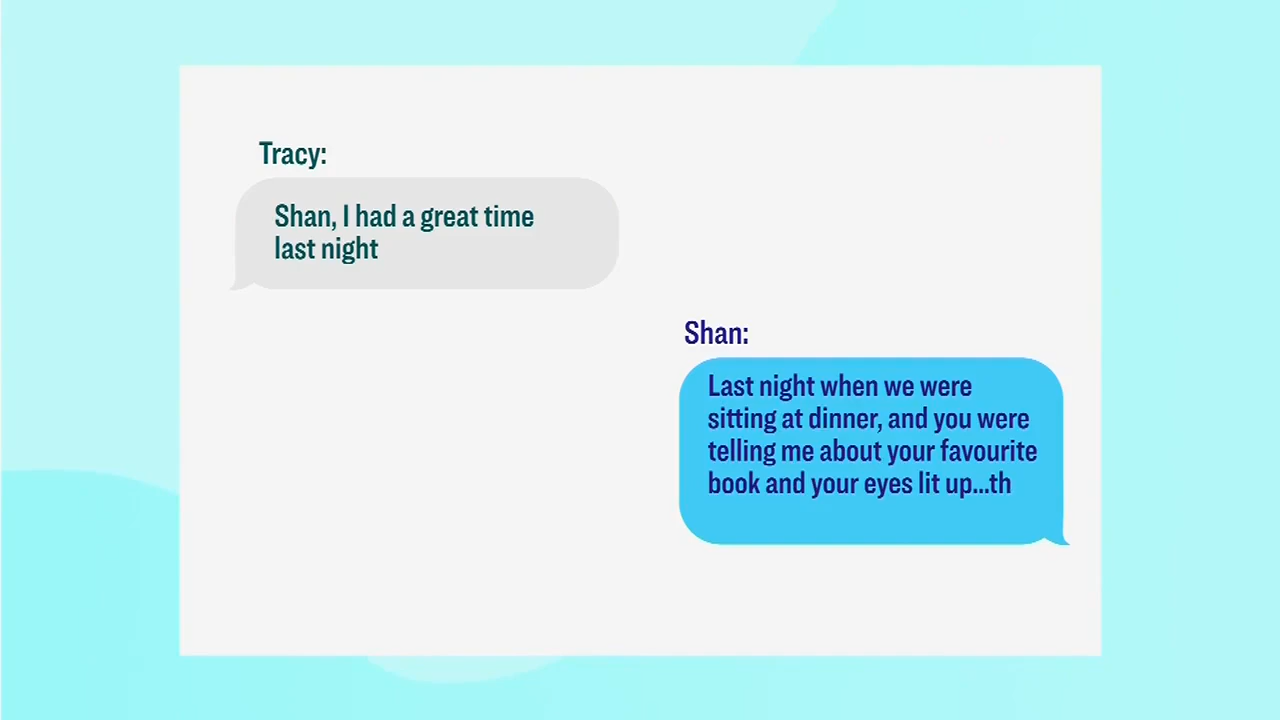 Tracy:
Shan, I had a great time
last night
Shan:
Last night when we were
sitting at dinner, and you were
telling me about your favourite
book and your eyes lit up...th